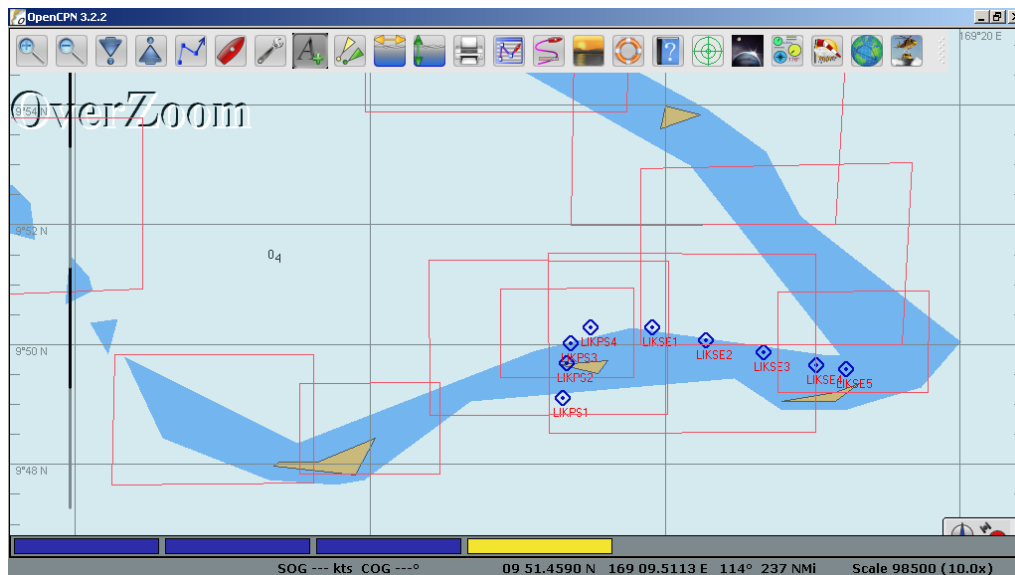 OpenCPN 3.2.2
169°20 E
9°54 N
OverZoom
9°52 N
04
9°50 N
LIKPS4
LIKSE1
LIKSE2
LIKPS3
LIKSE3
LIKPS2
LIKSE4
LIKSE5
LIKPS1
9°48 N
SOG --- kts COG ---°
09 51.4590 N 169 09.5113 E 114° 237 NMi
Scale 98500 (10.0x)